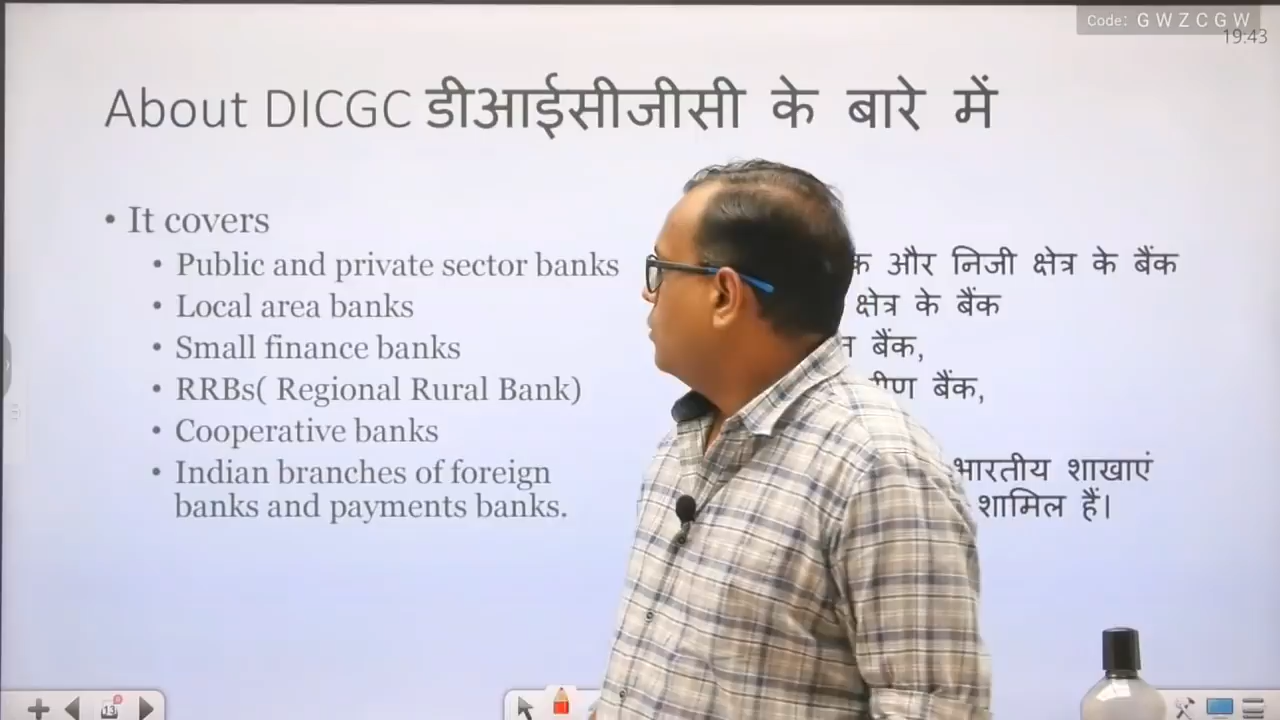 Code: G W Z C G W
19:43
About DICGC डीआईसीजीसी के बारे में
• It covers
• Public and private sector banks
और निजी क्षेत्र के बैंक
• Local area banks
क्षेत्र के बैंक
• Small finance banks
बैंक,
• RRBs( Regional Rural Bank)
बैंक,
• Cooperative banks
• Indian branches of foreign
भारतीय शाखाएं
banks and payments banks.
शामिल हैं।
13